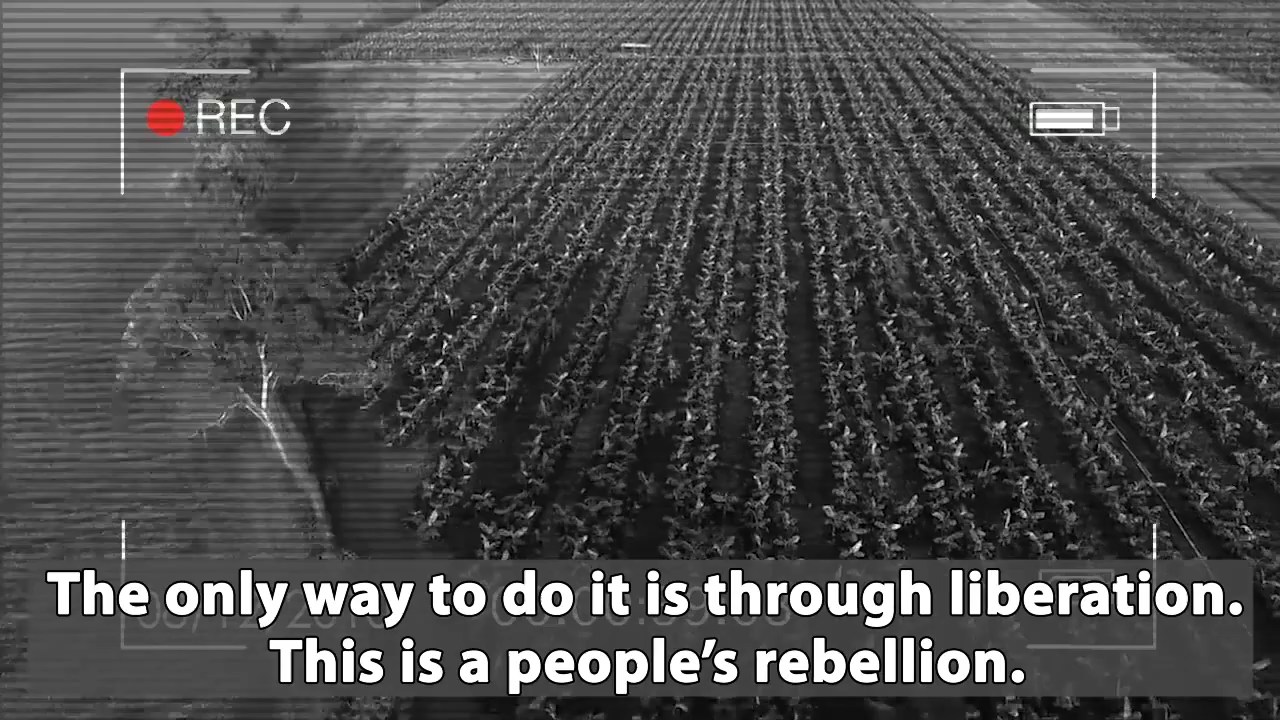 REC
The only way to do it is through liberation.
This is a people’s rebellion.